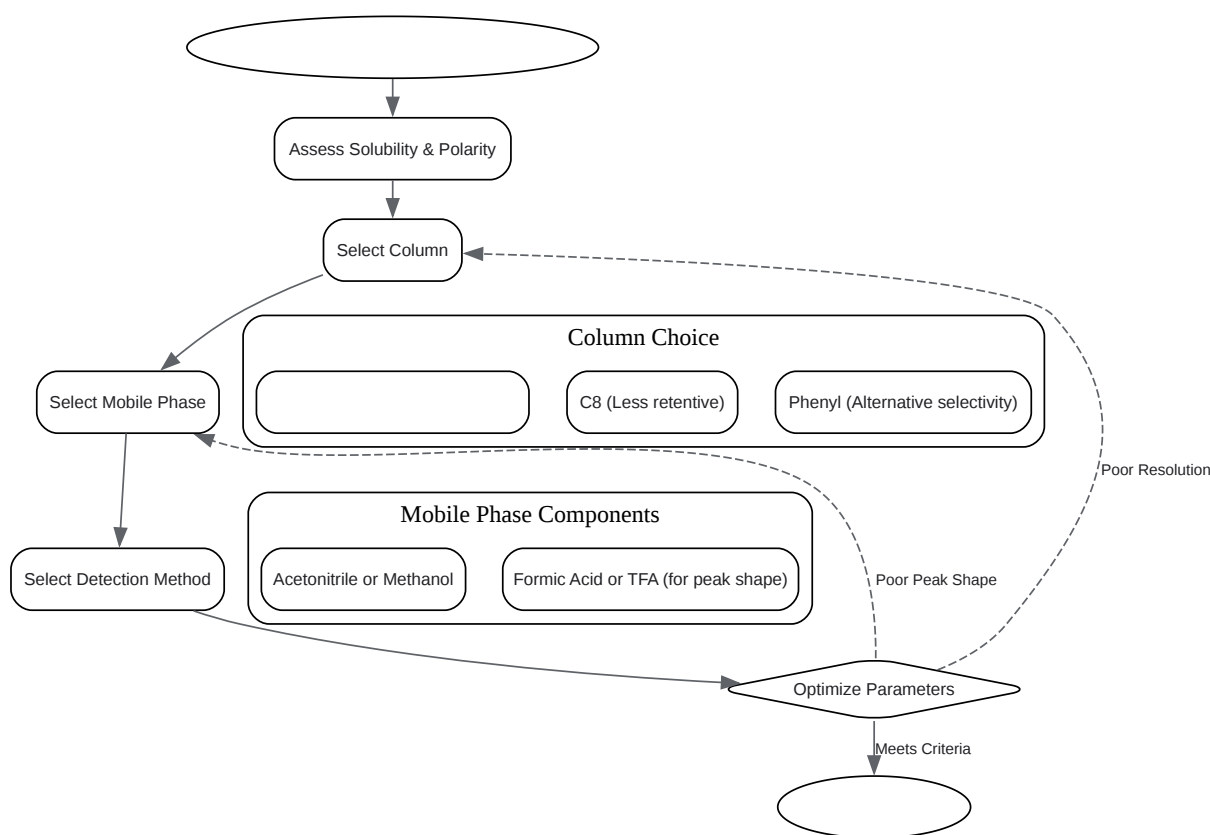 Assess Solubility & Polarity
Select Column
Column Choice
Select Mobile Phase
C8 (Less retentive)
Phenyl (Alternative selectivity)
Poor Resolution
Mobile Phase Components
Select Detection Method
Acetonitrile or Methanol
Formic Acid or TFA (for peak shape)
Poor Peak Shape
Optimize Parameters
Meets Criteria